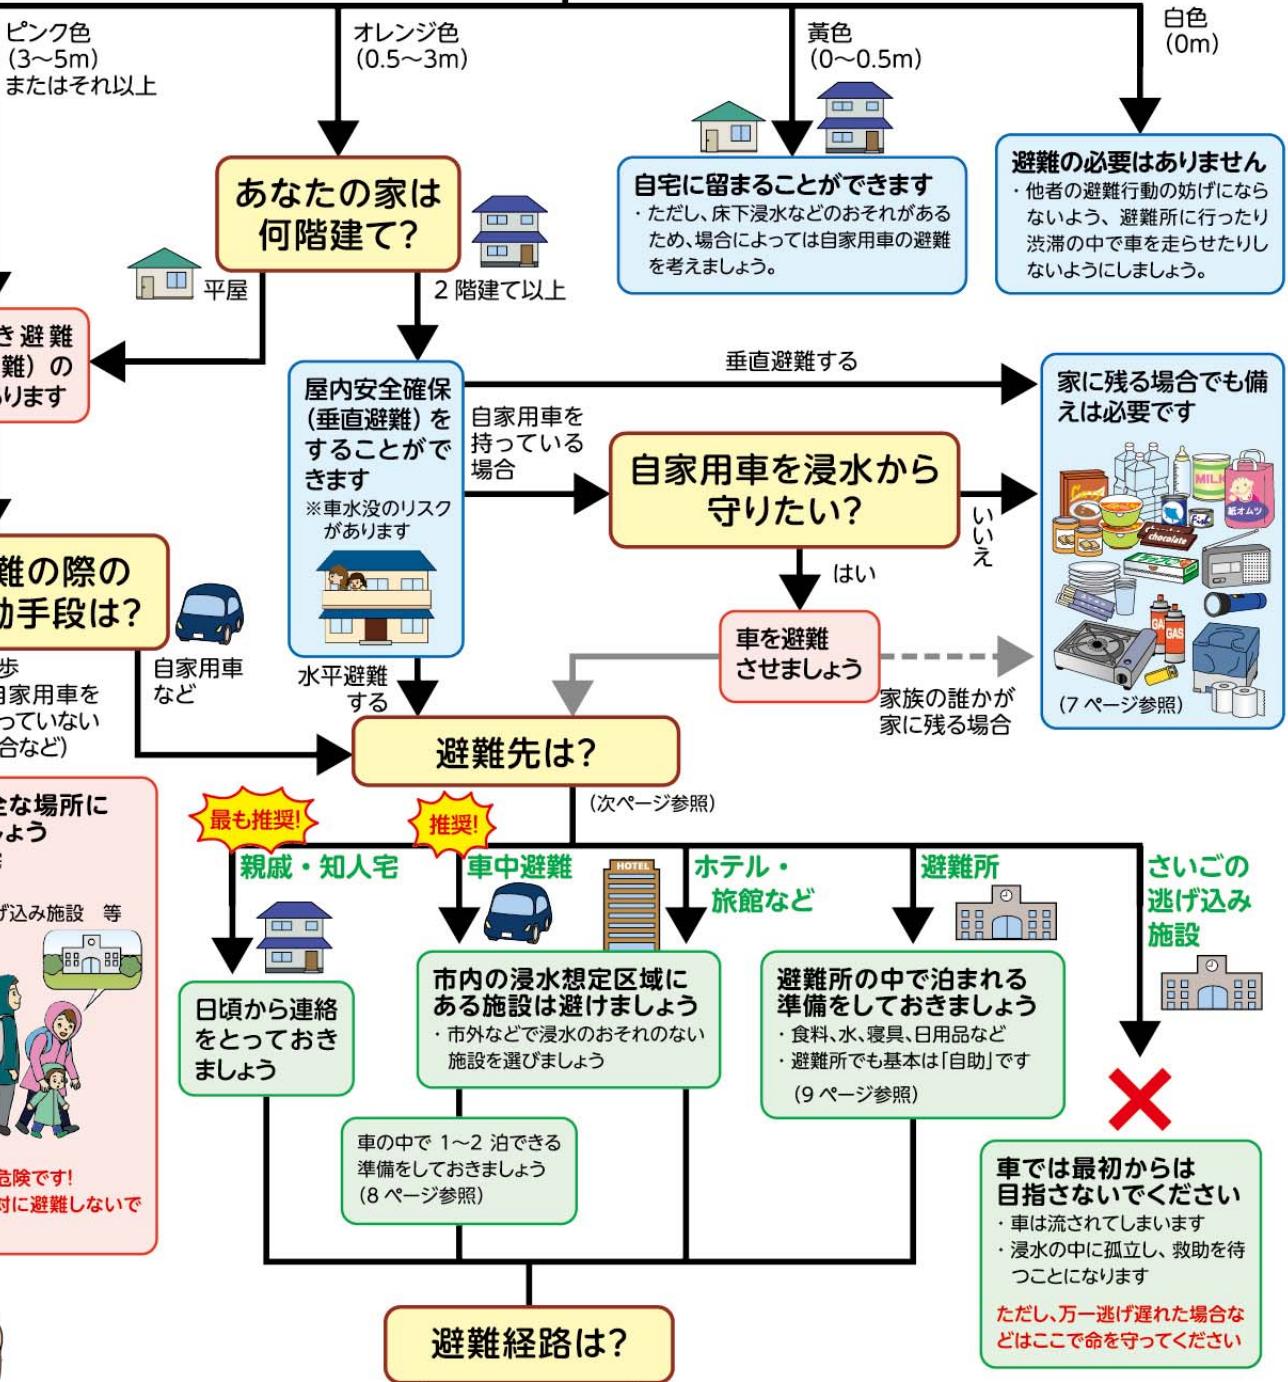 ピンク色
(3〜5m)
またはそれ以上
オレンジ色
(0.5〜3m)
黃色
(0〜0.5m)
白色
(0m)
あなたの家は
何階建て?
平屋
2階建て以上
自宅に留まることができます
・ただし、床下浸水などのおそれがある
ため、場合によっては自家用車の避難
を考えましょう。
避難の必要はありません
・他者の避難行動の妨げになら
ないよう、避難所に行ったり
渋滞の中で車を走らせたりし
ないようにしましょう。
き避難
難)の
ります
屋内安全確保
(垂直避難)を
することがで
きます
※車水没のリスク
があります
垂直避難する
自家用車を
持っている
場合
自家用車を浸水から
守りたい?
いいえ
はい
車を避難
させましょう
家族の誰かが
家に残る場合
家に残る場合でも備
えは必要です
MILK
紙オムツ
Fish
chocolate
GAS
GAS
(7ページ参照)
難の際の
動手段は?
歩
自家用車を
っていない
合など)
自家用車
など
水平避難
する
避難先は?
(次ページ参照)
全な場所に
しょう
げ込み施設 等
危険です!
対に避難しないで
最も推奨!
親戚・知人宅
推奨!
車中避難
HOTEL
ホテル・
旅館など
避難所
さいごの
逃げ込み
施設
日頃から連絡
をとっておき
ましょう
市内の浸水想定区域に
ある施設は避けましょう
・市外などで浸水のおそれのない
施設を選びましょう
車の中で 1〜2 泊できる
準備をしておきましょう
(8ページ参照)
避難所の中で泊まれる
準備をしておきましょう
・食料、水、寝具、日用品など
・避難所でも基本は「自助」です
(9ページ参照)
車では最初からは
目指さないでください
・車は流されてしまいます
・浸水の中に孤立し、救助を待
つことになります
ただし、万一逃げ遅れた場合な
どはここで命を守ってください
避難経路は?